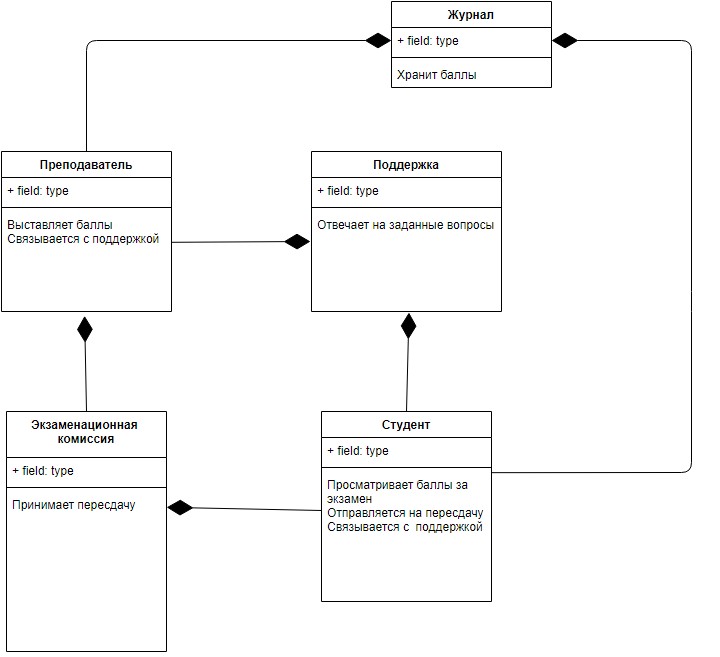 Журнал
+ field: type
Хранит баллы
Преподаватель
+ field: type
Выставляет баллы
Связывается с поддержкой
Поддержка
+ field: type
Отвечает на заданные вопросы
Экзаменационная
комиссия
+ field: type
Принимает пересдачу
Студент
+ field: type
Просматривает баллы за
экзамен
Отправляется на пересдачу
Связывается с  поддержкой